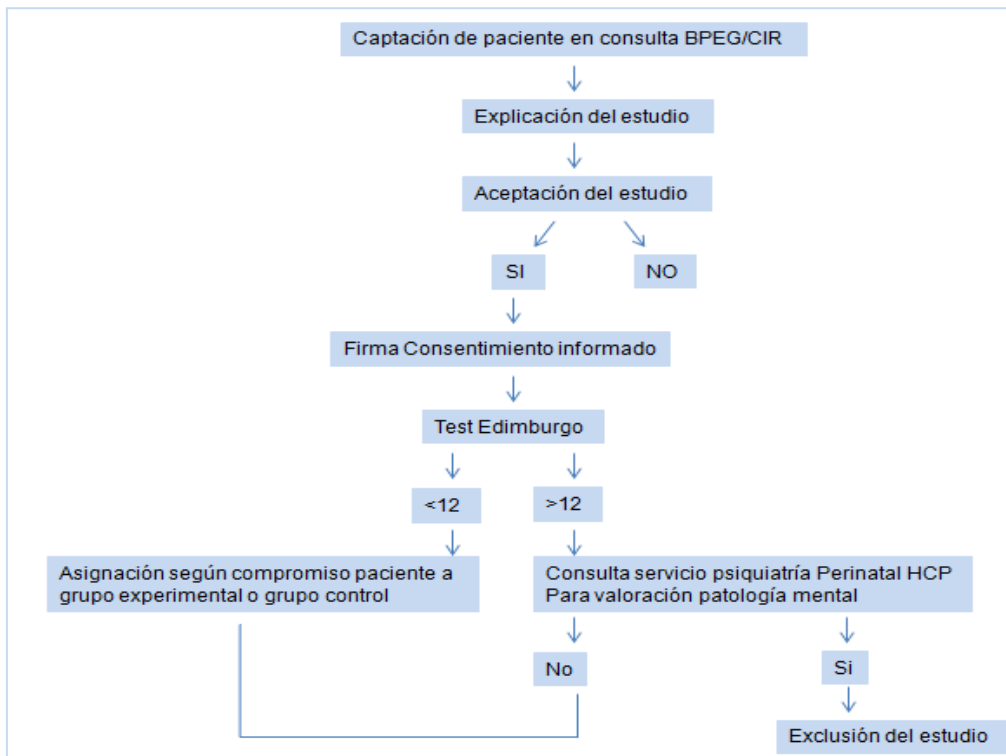 Captación de paciente en consulta BPEG/CIR
Explicación del estudio
Aceptación del estudio
SI
NO
Firma Consentimiento informado
Test Edimburgo
<12
>12
Asignación según compromiso paciente a
grupo experimental o grupo control
Consulta servicio psiquiatría Perinatal HCP
Para valoración patología mental
No
Si
Exclusión del estudio